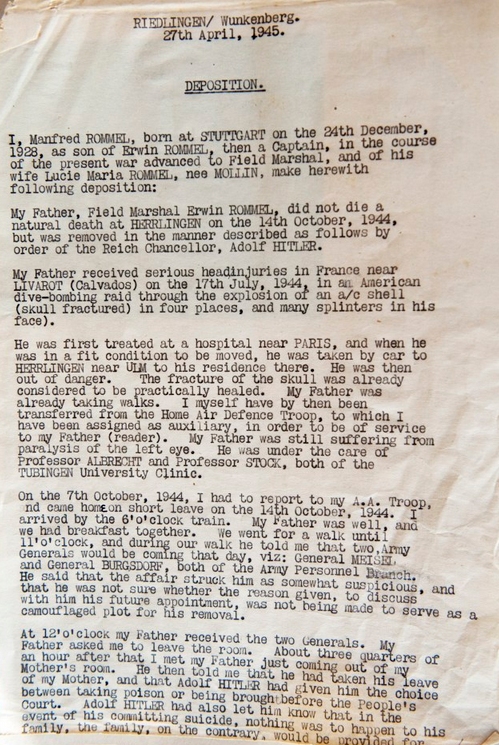 RIEDLINGEN/ Wunkenberg.
27th April, 1945.
DEPOSITION.
I, Manfred ROMMEL, born at STUTTGART on the 24th December,
1928, as son of Erwin ROMMEL, then a Captain, in the course
of the present war advanced to Field Marshal, and of his
wife Lucie Maria ROMMEL, nee MOLLIN, make herewith
following deposition:
My Father, Field Marshal Erwin ROMMEL, did not die a
natural death at HERRLINGEN on the 14th October, 1944,
but was removed in the manner described as follows by
order of the Reich Chancellor, Adolf HITLER.
My Father received serious headinjuries in France near
LIVAROT (Calvados) on the 17th July, 1944, in an American
dive-bombing raid through the explosion of an a/c shell
(skull fractured) in four places, and many splinters in his
face).
He was first treated at a hospital near PARIS, and when he
was in a fit condition to be moved, he was taken by car to
HERRLINGEN near ULM to his residence there. He was then
out of danger. The fracture of the skull was already
considered to be practically healed. My Father was
already taking walks. I myself have by then been
transferred from the Home Air Defence Troop, to which I
have been assigned as auxiliary, in order to be of service
to my Father (reader). My Father was still suffering from
paralysis of the left eye. He was under the care of
Professor ALBRECHT and Professor STOCK, both of the
TUBINGEN University Clinic.
On the 7th October, 1944, I had to report to my A.A. Troop,
nd came home on short leave on the 14th October, 1944. I
arrived by the 6'o'clock train. My Father was well, and
we had breakfast together. We went for a walk until
11'o'clock, and during our walk he told me that two Army
Generals would be coming that day, viz: General MEISEL
and General BURGSDORF, both of the Army Personnel Branch.
He said that the affair struck him as somewhat suspicious, and
that he was not sure whether the reason given, to discuss
with him his future appointment, was not being made to serve as a
camouflaged plot for his removal.
At 12'o'clock my Father received the two Generals. My
Father asked me to leave the room. About three quarters of
an hour after that I met my Father just coming out of my
Mother's room. He then told me that he had taken his leave
of my Mother, and that Adolf HITLER had given him the choice
between taking poison or being brought before the People's
Court. Adolf HITLER had also let him know that in the
event of his committing suicide, nothing was to happen to his
family, the family, on the contrary, would be provided for